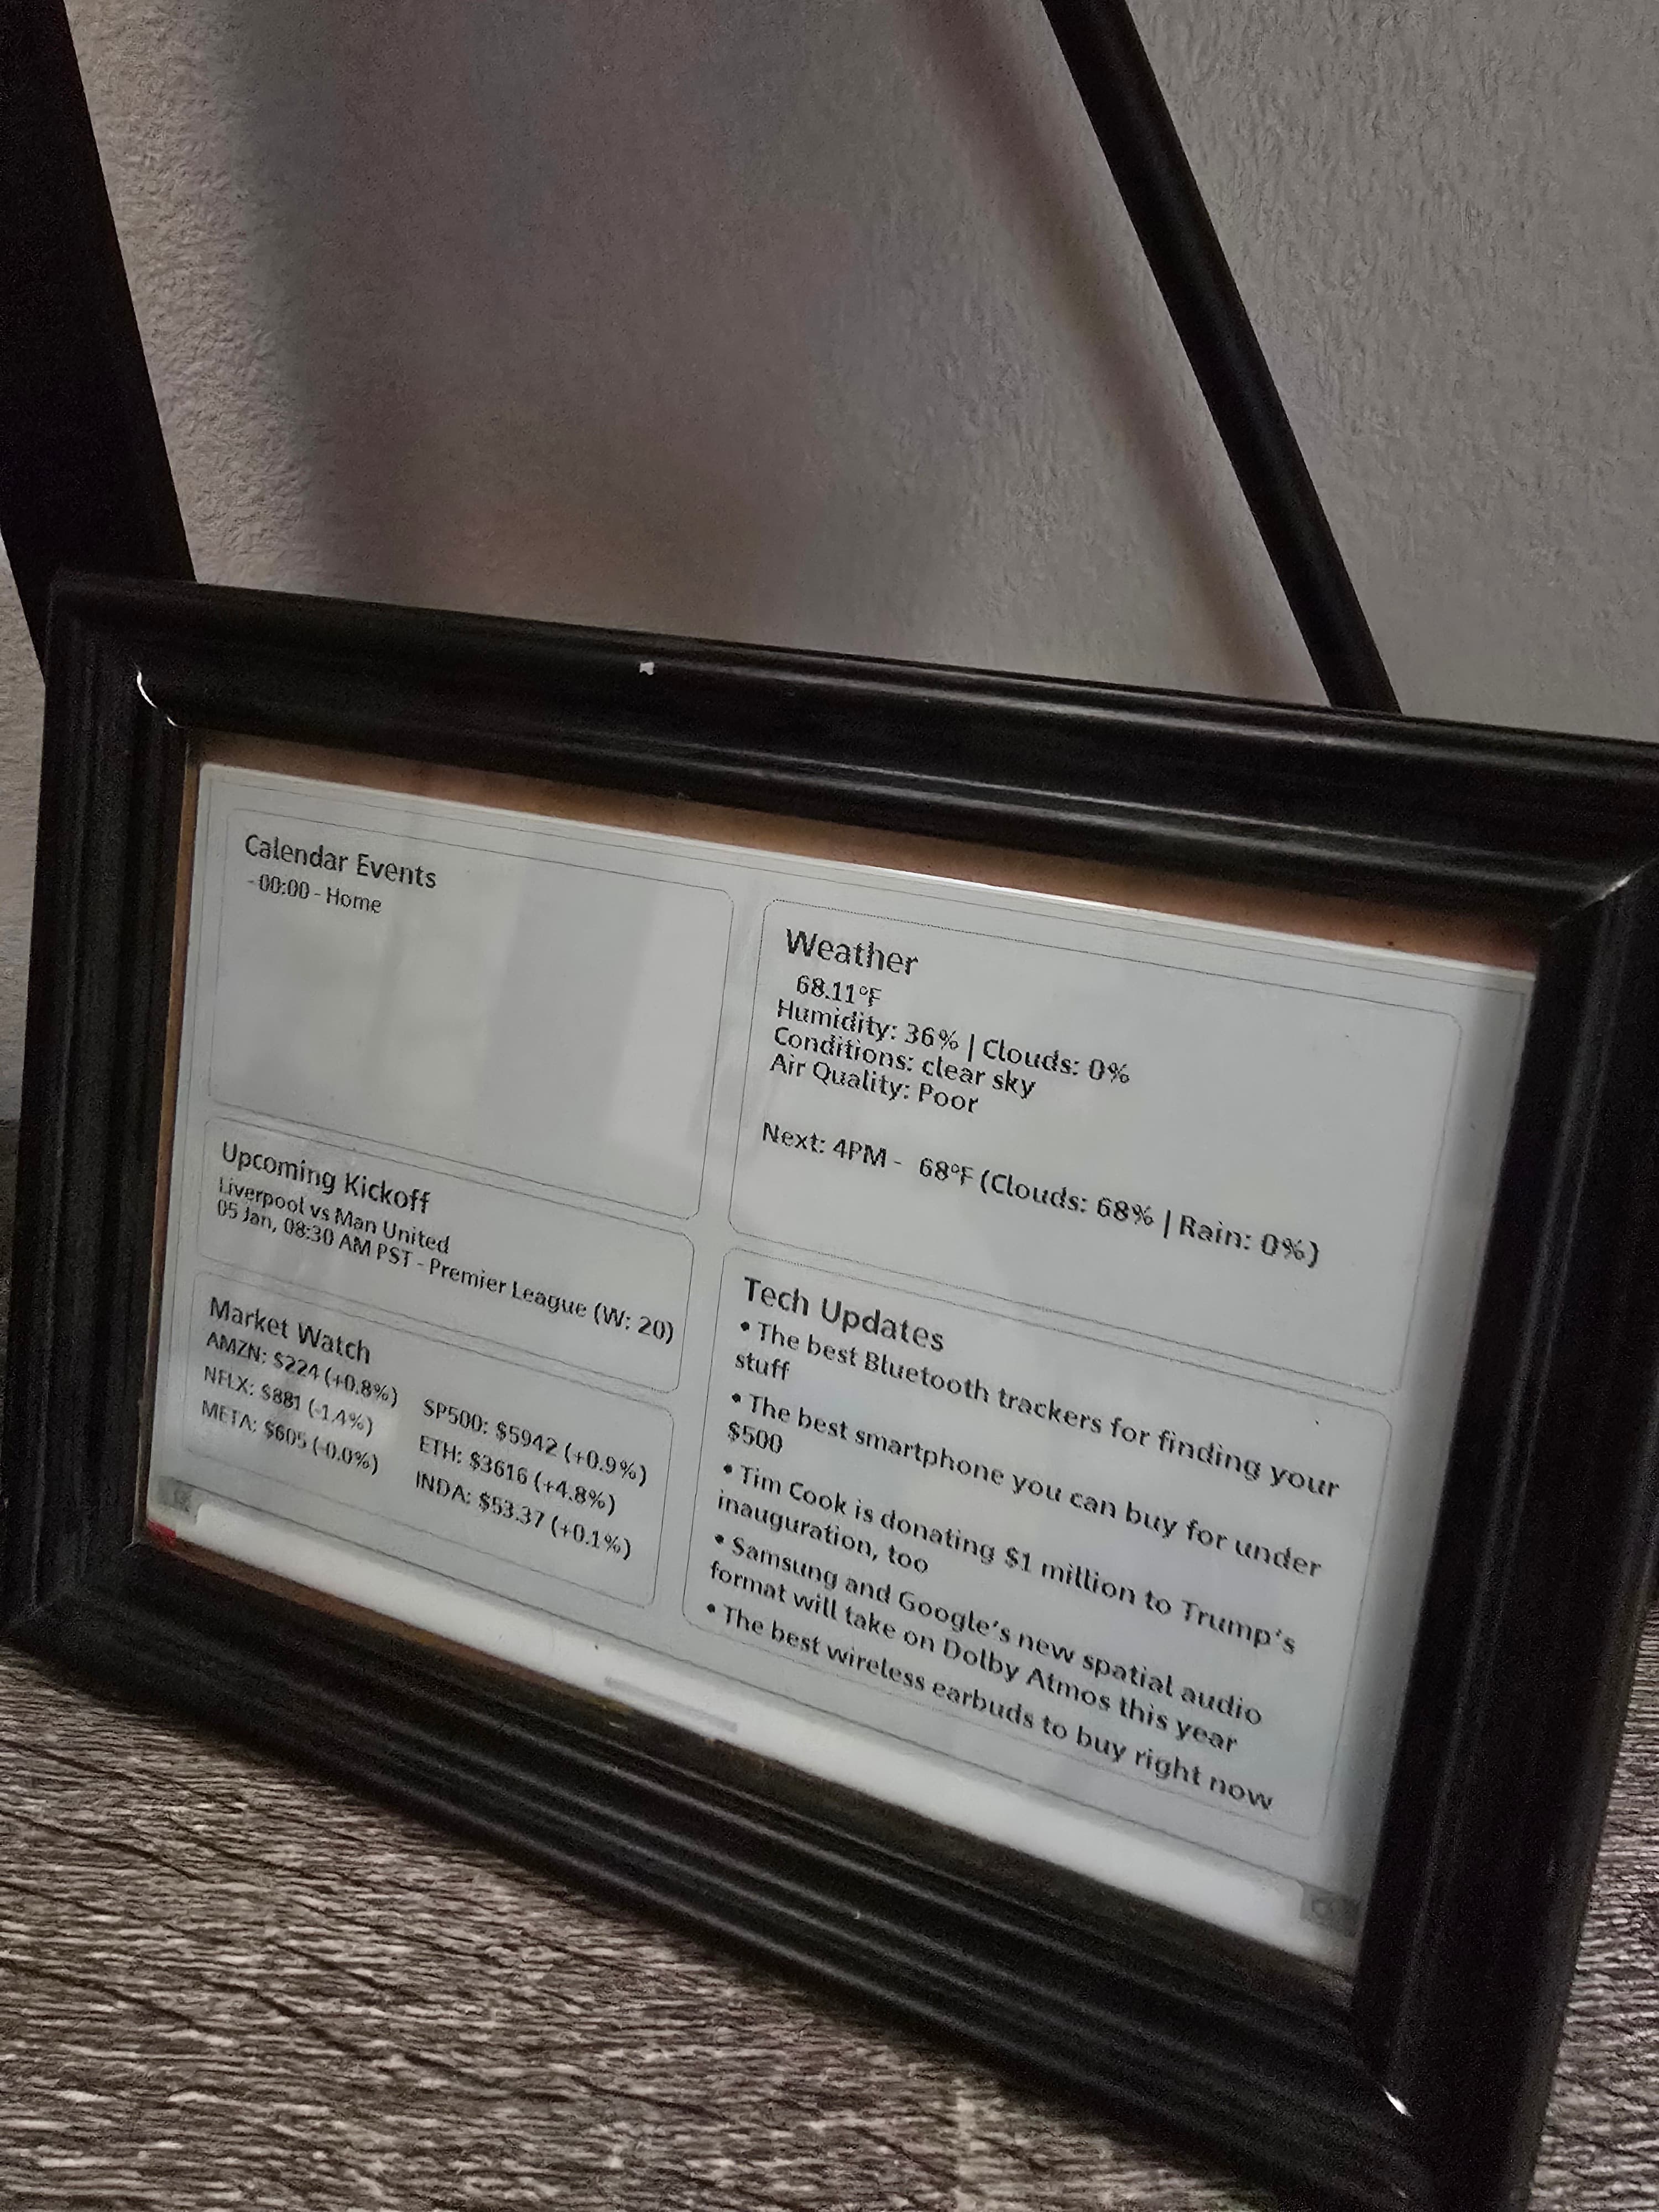 Calendar Events
- 00:00 - Home
Upcoming Kickoff
Liverpool vs Man United
05 Jan, 08:30 AM PST - Premier League (W: 20)
Market Watch
AMZN: $224 (+0.8%)
NFLX: $881 (-1.4%)
META: $605 (-0.0%)
SP500: $5942 (+0.9%)
ETH: $3616 (+4.8%)
INDA: $53.37 (+0.1%)
Weather
68.11°F
Humidity: 36% | Clouds: 0%
Conditions: clear sky
Air Quality: Poor
Next: 4PM - 68°F (Clouds: 68% | Rain: 0%)
Tech Updates
• The best Bluetooth trackers for finding your
stuff
• The best smartphone you can buy for under
$500
• Tim Cook is donating $1 million to Trump's
inauguration, too
• Samsung and Google's new spatial audio
format will take on Dolby Atmos this year
• The best wireless earbuds to buy right now